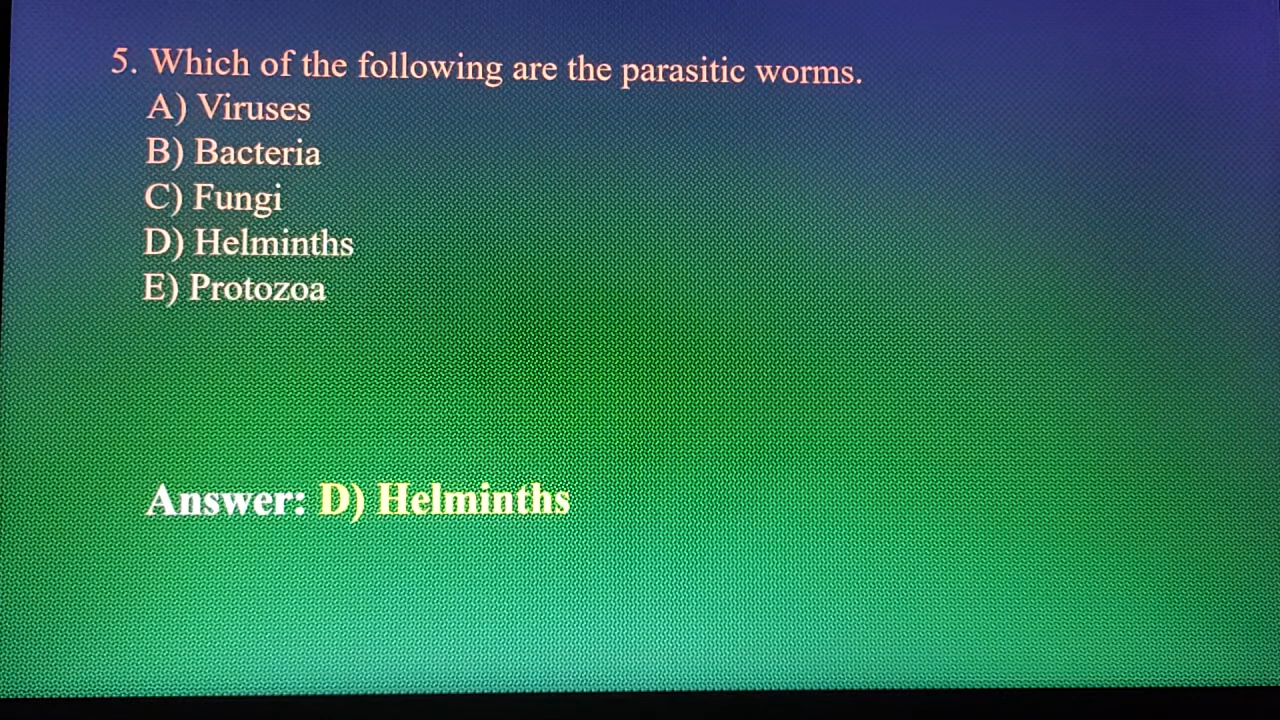 5. Which of the following are the parasitic worms.
A) Viruses
B) Bacteria
C) Fungi
D) Helminths
E) Protozoa
Answer: D) Helminths